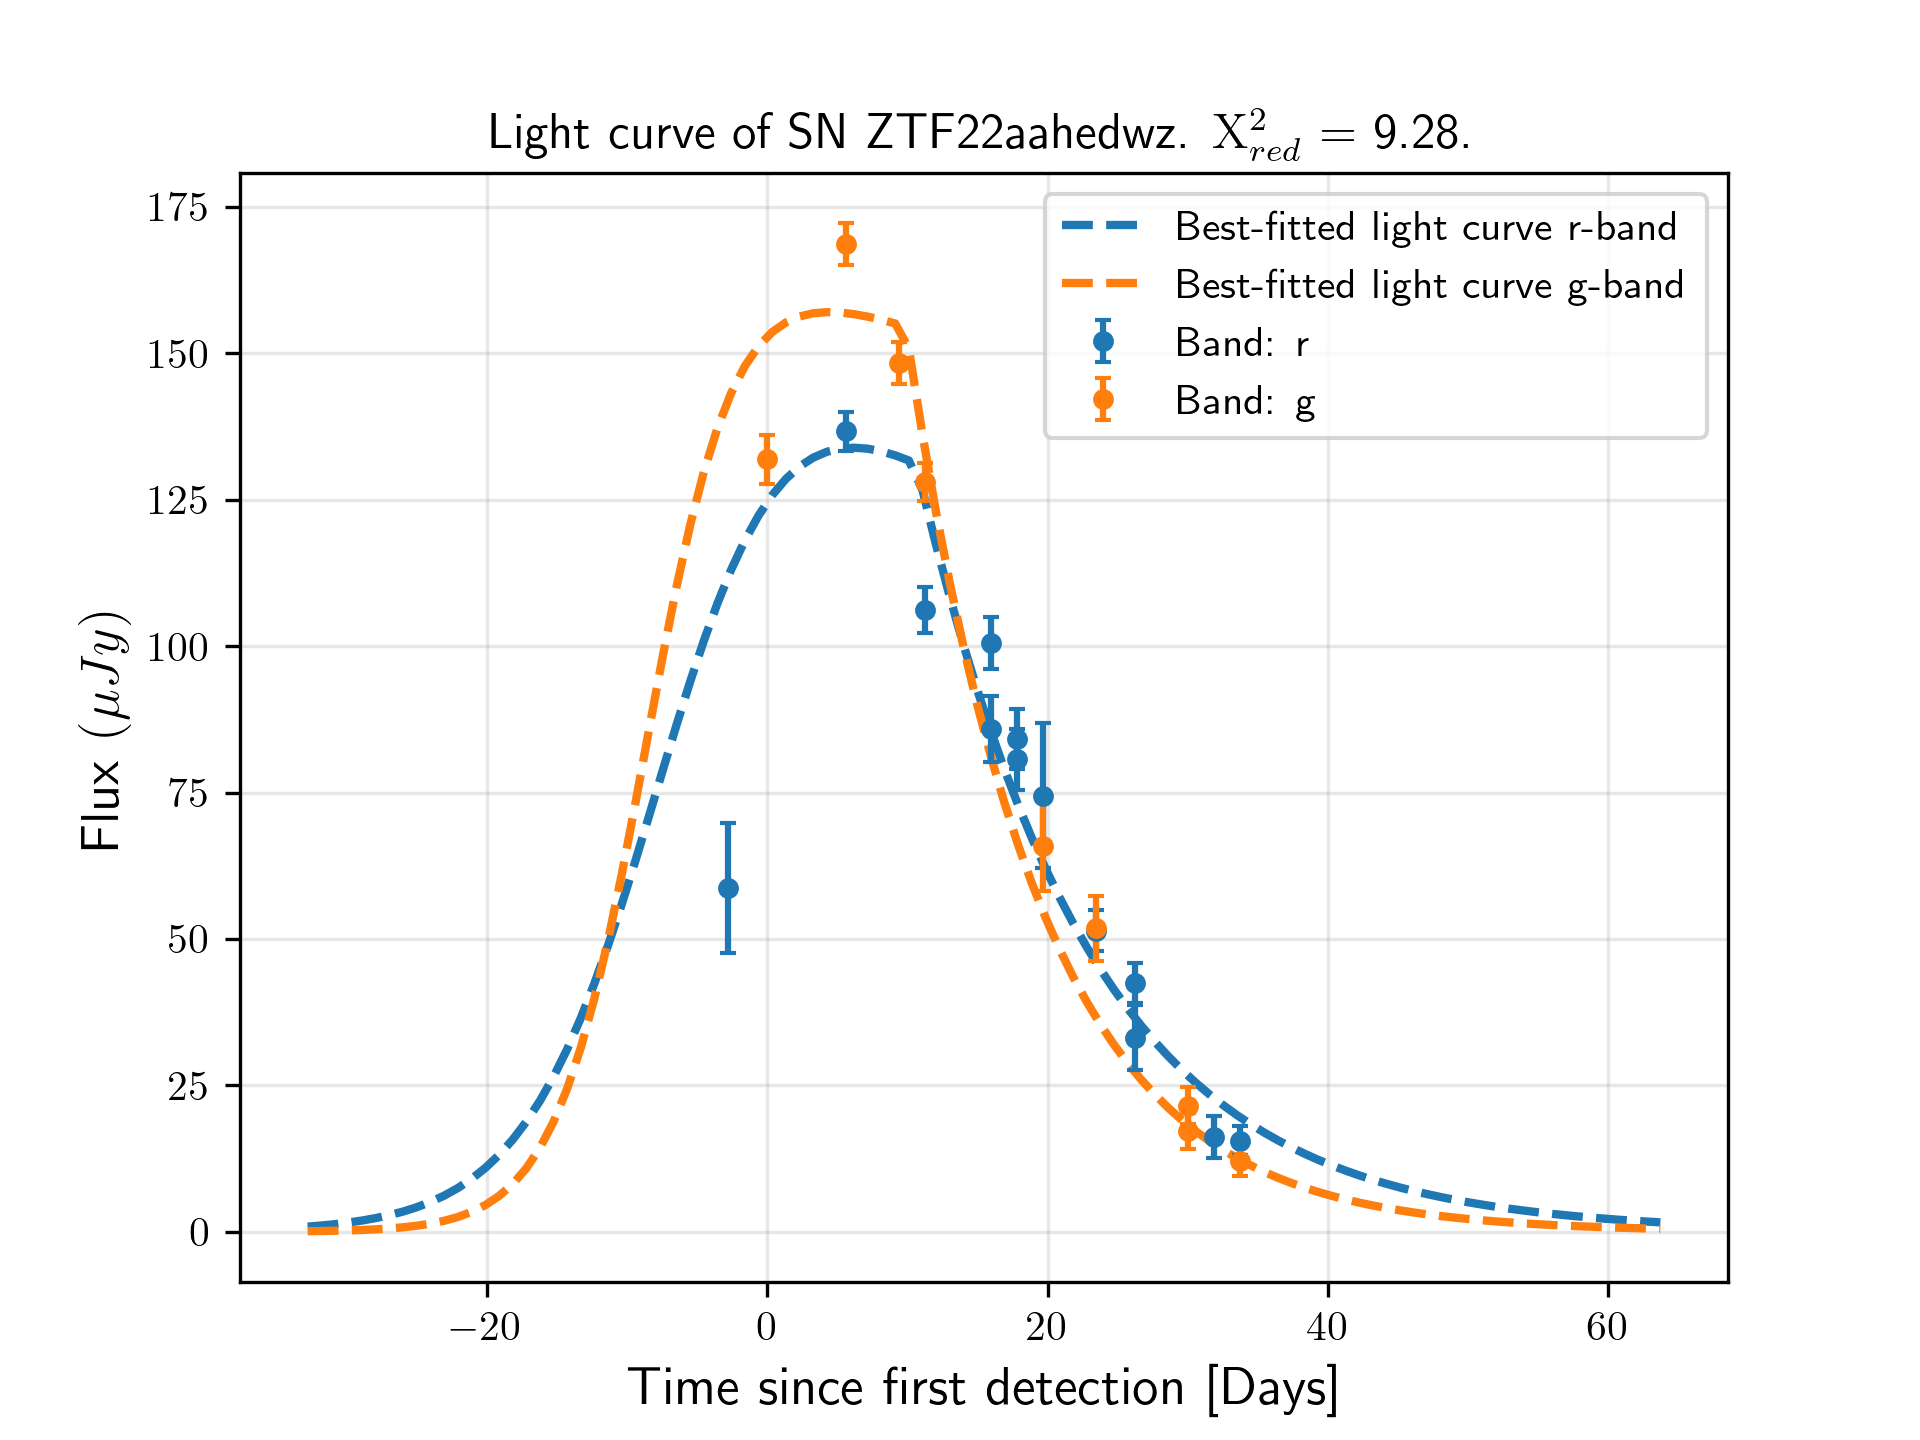 Light curve of SN ZTF22aahedwz. X²_red = 9.28.
175
150
125
100
75
50
25
0
Flux (μJy)
Best-fitted light curve r-band
Best-fitted light curve g-band
Band: r
Band: g
−20 0 20 40 60
Time since first detection [Days]